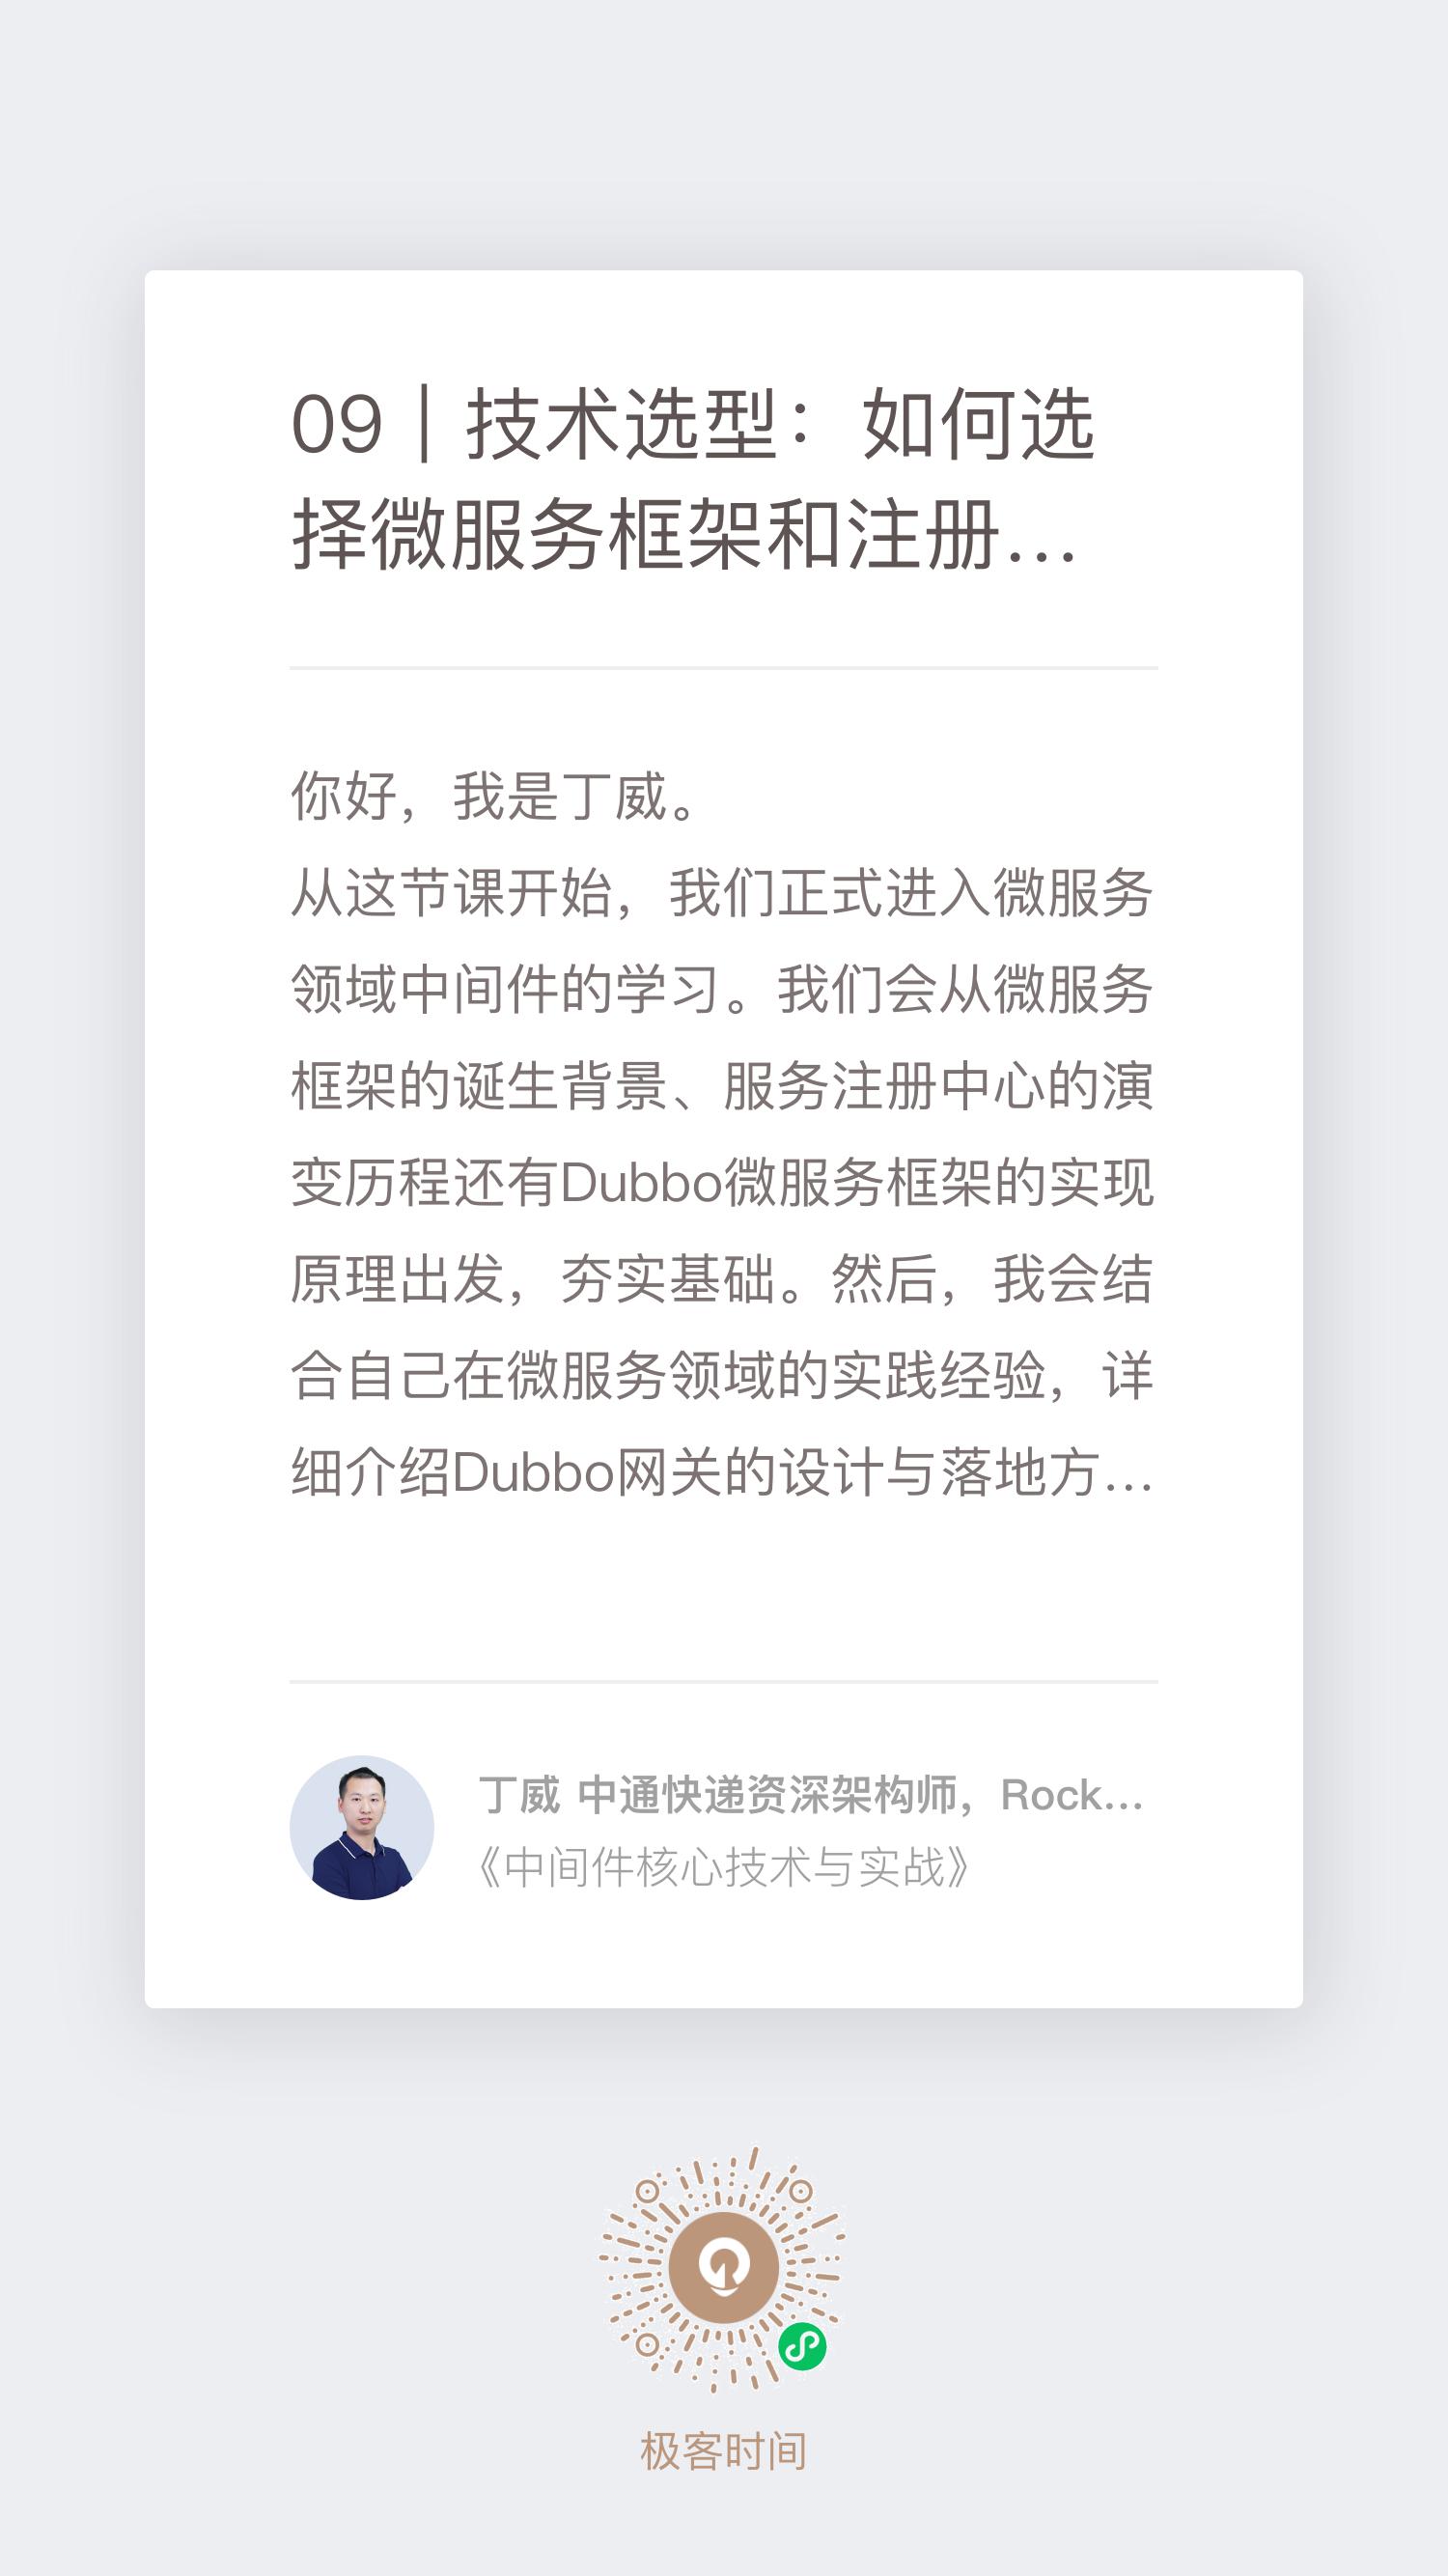 09｜技术选型：如何选
择微服务框架和注册…
你好，我是丁威。
从这节课开始，我们正式进入微服务
领域中间件的学习。我们会从微服务
框架的诞生背景、服务注册中心的演
变历程还有Dubbo微服务框架的实现
原理出发，夯实基础。然后，我会结
合自己在微服务领域的实践经验，详
细介绍Dubbo网关的设计与落地方…
丁威 中通快递资深架构师，Rock…
《中间件核心技术与实战》
极客时间